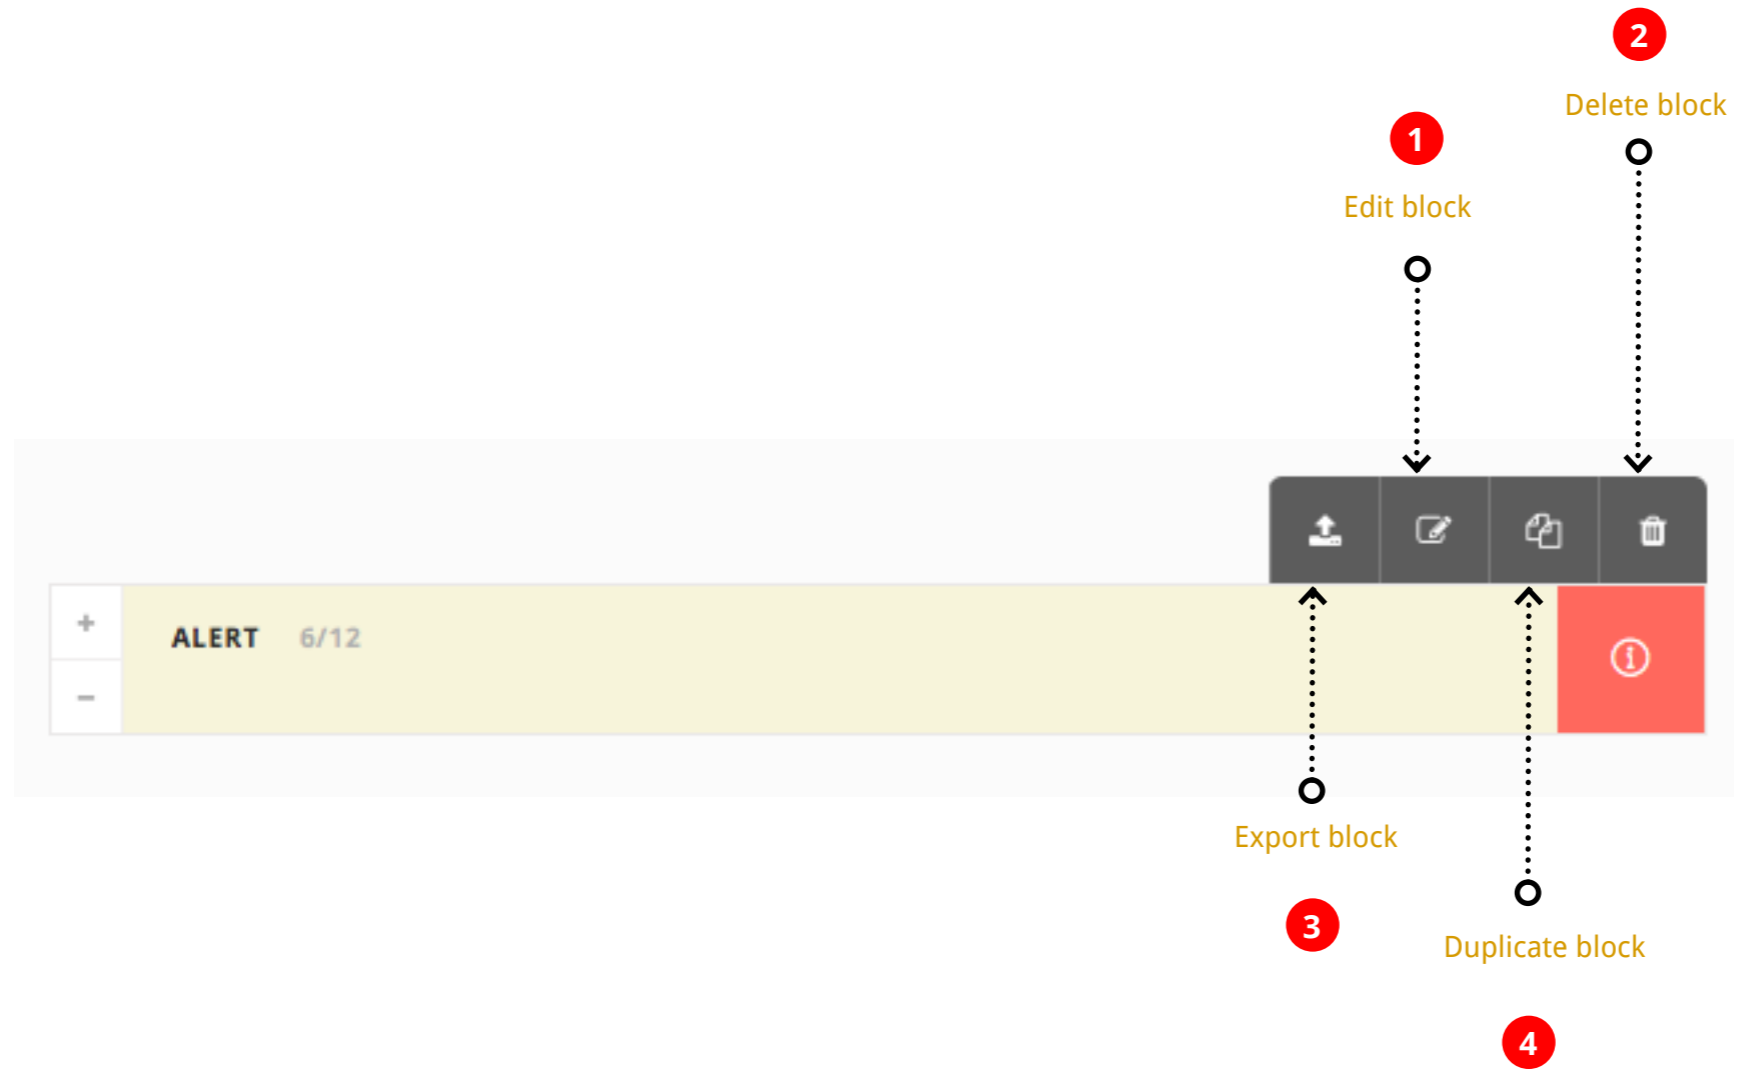 2
Delete block
1
Edit block
+
ALERT 6/12
−
Export block
3
Duplicate block
4